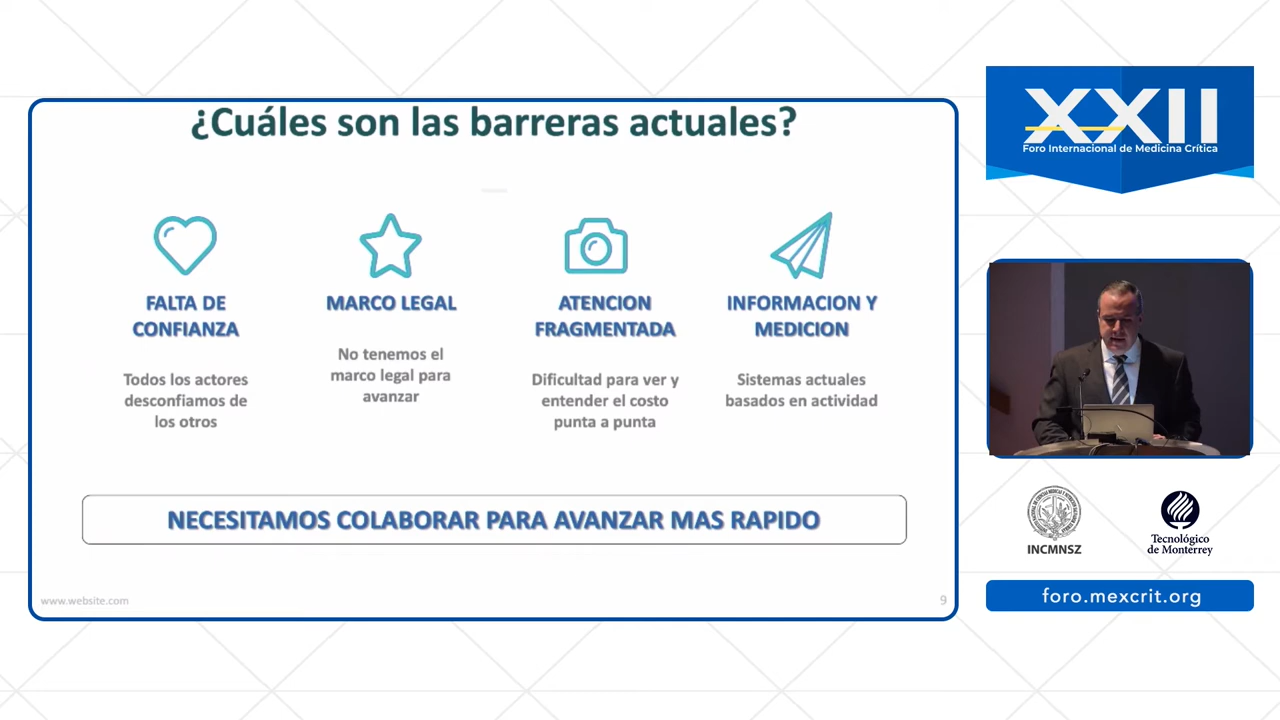 ¿Cuáles son las barreras actuales?
FALTA DE
CONFIANZA
Todos los actores
desconfiamos de
los otros
MARCO LEGAL
No tenemos el
marco legal para
avanzar
ATENCION
FRAGMENTADA
Dificultad para ver y
entender el costo
punta a punta
INFORMACION Y
MEDICION
Sistemas actuales
basados en actividad
NECESITAMOS COLABORAR PARA AVANZAR MAS RAPIDO
www.website.com
9
XXII
Foro Internacional de Medicina Crítica
INCMNSZ
Tecnológico
de Monterrey
foro.mexcrit.org